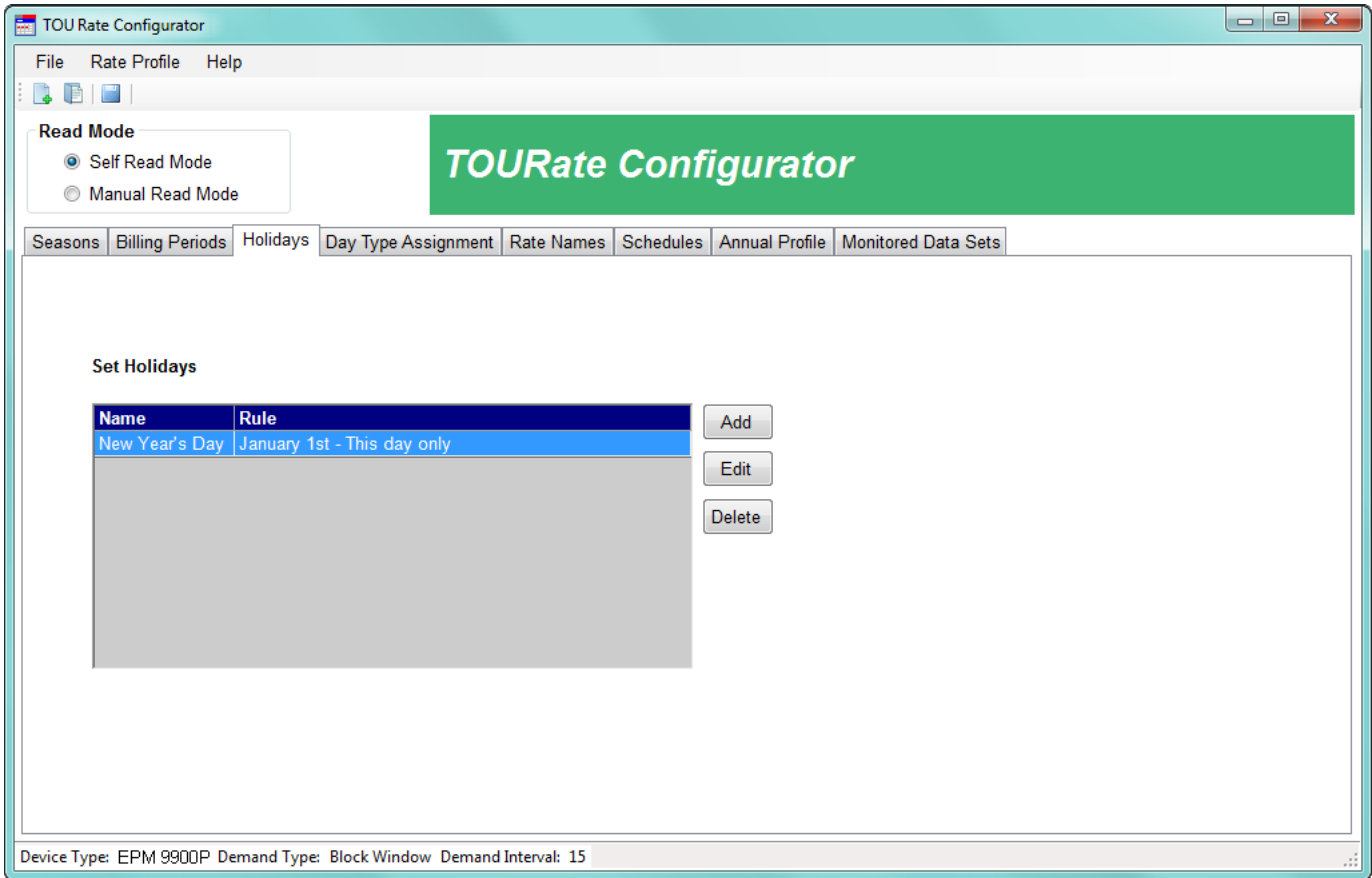 TOU Rate Configurator
File Rate Profile Help
Read Mode
Self Read Mode
Manual Read Mode
TOURate Configurator
Seasons Billing Periods Holidays Day Type Assignment Rate Names Schedules Annual Profile Monitored Data Sets
Set Holidays
Name Rule
New Year's Day January 1st - This day only
Add
Edit
Delete
Device Type: EPM 9900P Demand Type: Block Window Demand Interval: 15